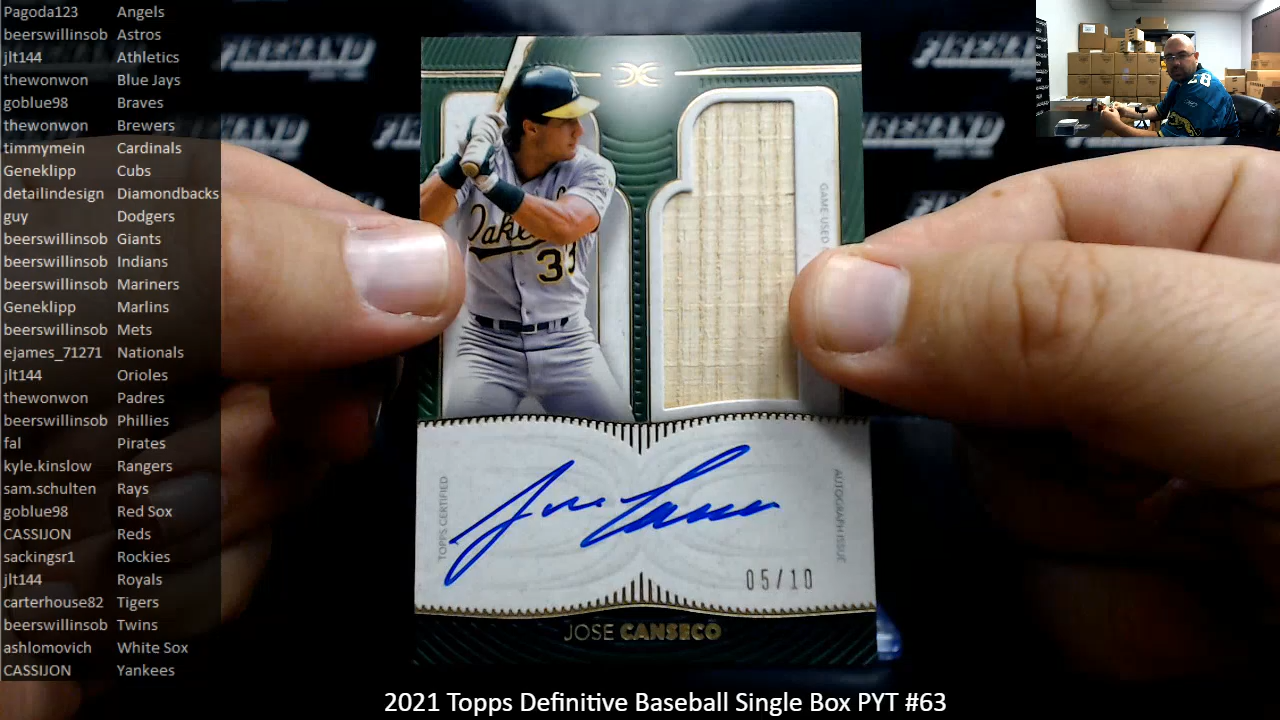 Pagoda123 Angels
beerswillinsob Astros
jlt144 Athletics
thewonwon Blue Jays
goblue98 Braves
thewonwon Brewers
timmymein Cardinals
Geneklipp Cubs
detailindesign Diamondbacks
guy Dodgers
beerswillinsob Giants
beerswillinsob Indians
beerswillinsob Mariners
Geneklipp Marlins
beerswillinsob Mets
ejames_71271 Nationals
jlt144 Orioles
thewonwon Padres
beerswillinsob Phillies
fal Pirates
kyle.kinslow Rangers
sam.schulten Rays
goblue98 Red Sox
CASSIJON Reds
sackingsr1 Rockies
jlt144 Royals
carterhouse82 Tigers
beerswillinsob Twins
ashlomovich White Sox
CASSIJON Yankees
FIREHAND
FIREHAND
28
GAME USED
33
TOPPS CERTIFIED
AUTOGRAPH ISSUE
05/10
JOSE CANSECO
2021 Topps Definitive Baseball Single Box PYT #63